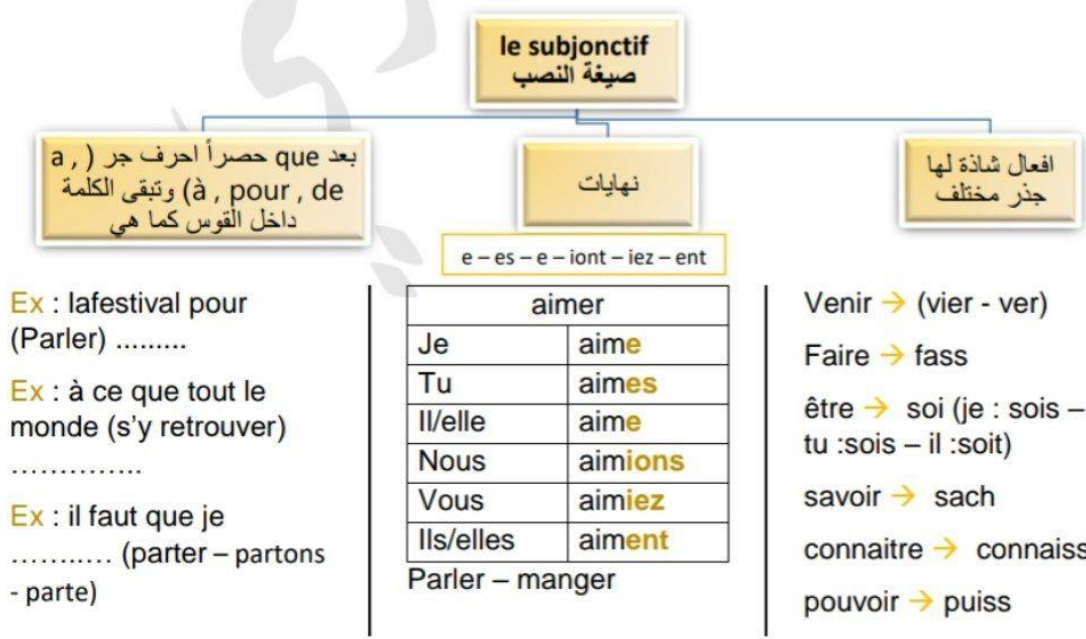 le subjonctif
صيغة النصب
بعد que حصراً احرف جر ( , a
à , pour , de) وتبقى الكلمة
داخل القوس كما هي
نهايات
افعال شاذة لها
جذر مختلف
e – es – e – iont – iez – ent
Ex : lafestival pour
(Parler) .........
Ex : à ce que tout le
monde (s'y retrouver)
..............
Ex : il faut que je
........... (parter – partons
- parte)
aimer
Je aime
Tu aimes
Il/elle aime
Nous aimions
Vous aimiez
Ils/elles aiment
Parler – manger
Venir → (vier - ver)
Faire → fass
être → soi (je : sois –
tu :sois – il :soit)
savoir → sach
connaitre → connaiss
pouvoir → puiss